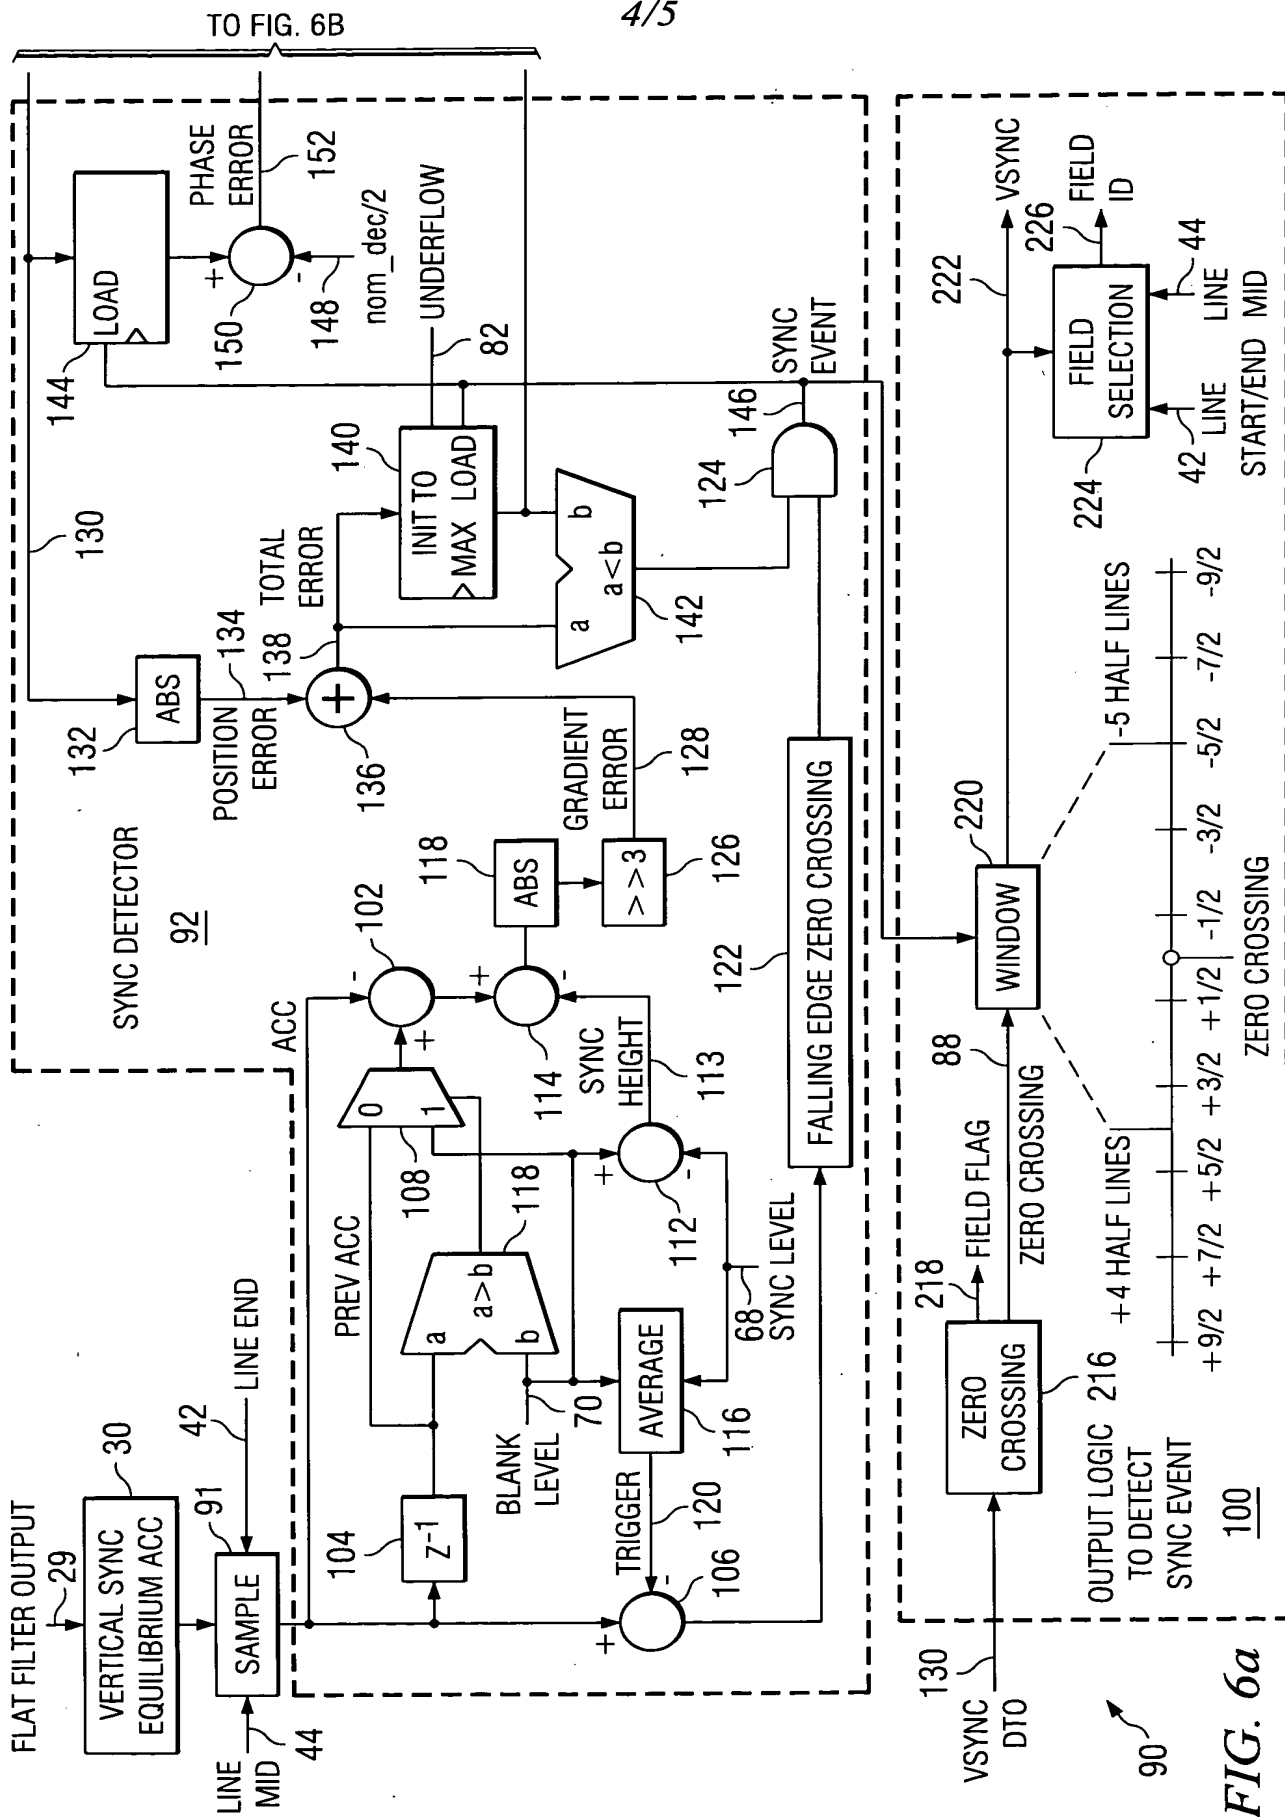 4/5
TO FIG. 6B
FLAT FILTER OUTPUT
29
30
VERTICAL SYNC
EQUILIBRIUM ACC
91
42
LINE END
SAMPLE
LINE
MID
44
SYNC DETECTOR
92
130
132
ABS
134
POSITION
ERROR
136
+
138
TOTAL
ERROR
140
INIT TO
MAX LOAD
144
LOAD
PHASE
ERROR
152
+
-
150
148
nom_dec/2
UNDERFLOW
82
a
b
a<b
142
124
146
SYNC
EVENT
ACC
104
Z-1
PREV ACC
a
a>b
b
118
BLANK
LEVEL
70
108
0
1
-
102
+
+
-
114
118
ABS
>>3
126
GRADIENT
ERROR
128
SYNC
HEIGHT
113
+
-
112
68
SYNC LEVEL
AVERAGE
116
TRIGGER
120
-
+
106
122
FALLING EDGE ZERO CROSSING
VSYNC
DTO
130
ZERO
CROSSING
216
218
FIELD FLAG
88
ZERO CROSSING
WINDOW
220
222
VSYNC
FIELD
SELECTION
224
226
FIELD
ID
42
LINE
START/END
44
LINE
MID
OUTPUT LOGIC
TO DETECT
SYNC EVENT
100
+4 HALF LINES
-5 HALF LINES
+9/2 +7/2 +5/2 +3/2 +1/2 -1/2 -3/2 -5/2 -7/2 -9/2
ZERO CROSSING
90
FIG. 6a